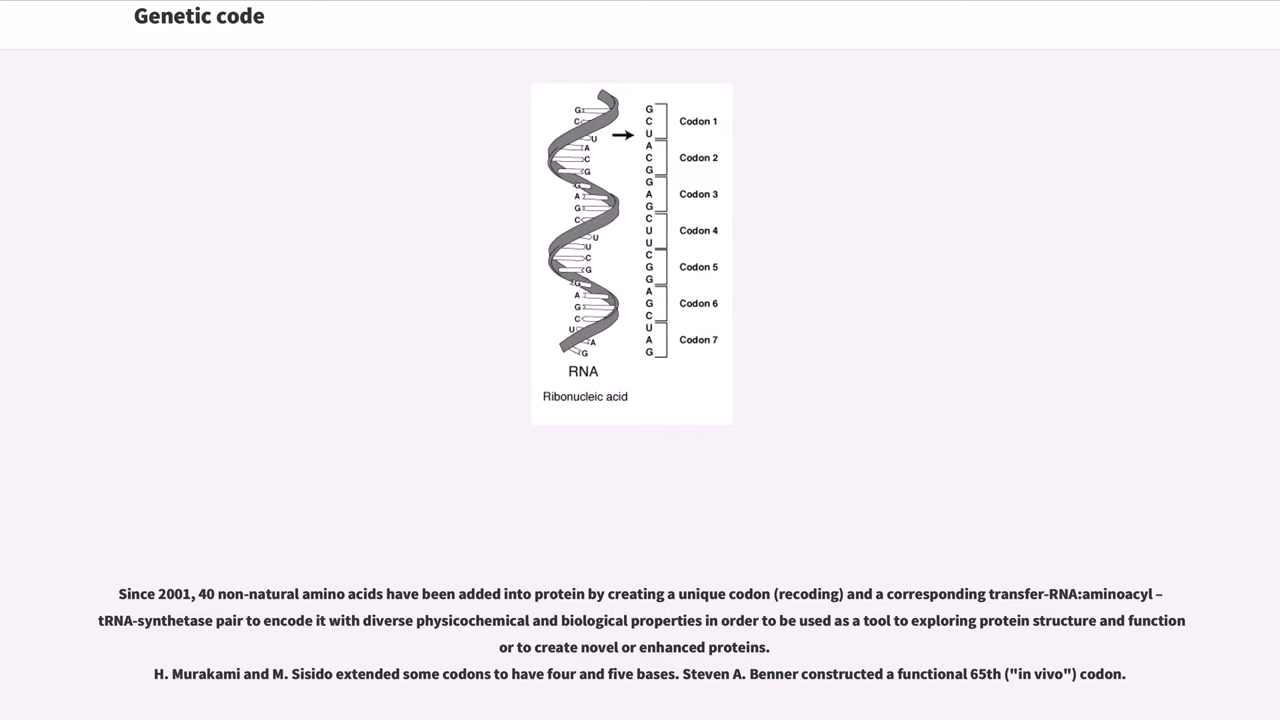 Genetic code
G
C
U
A
C
G
G
A
G
C
U
U
C
G
G
A
G
C
U
A
G
G
C
U
A
C
G
G
A
G
C
U
U
C
G
G
A
G
C
U
A
G
Codon 1
Codon 2
Codon 3
Codon 4
Codon 5
Codon 6
Codon 7
RNA
Ribonucleic acid
Since 2001, 40 non-natural amino acids have been added into protein by creating a unique codon (recoding) and a corresponding transfer-RNA:aminoacyl –
tRNA-synthetase pair to encode it with diverse physicochemical and biological properties in order to be used as a tool to exploring protein structure and function
or to create novel or enhanced proteins.
H. Murakami and M. Sisido extended some codons to have four and five bases. Steven A. Benner constructed a functional 65th ("in vivo") codon.